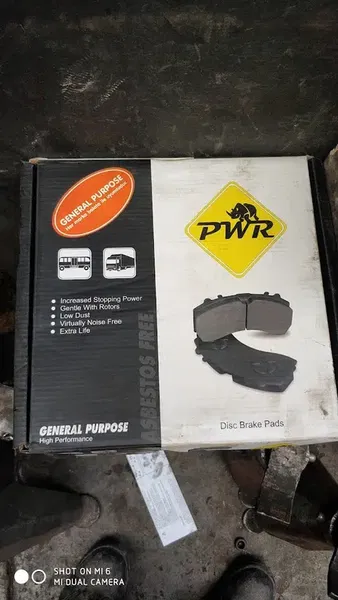 GENERAL PURPOSE
PWR
Increased Stopping Power
Gentle With Rotors
Low Dust
Virtually Noise Free
Extra Life
ASBESTOS FREE
GENERAL PURPOSE
High Performance
Disc Brake Pads
SHOT ON MI 6
MI DUAL CAMERA